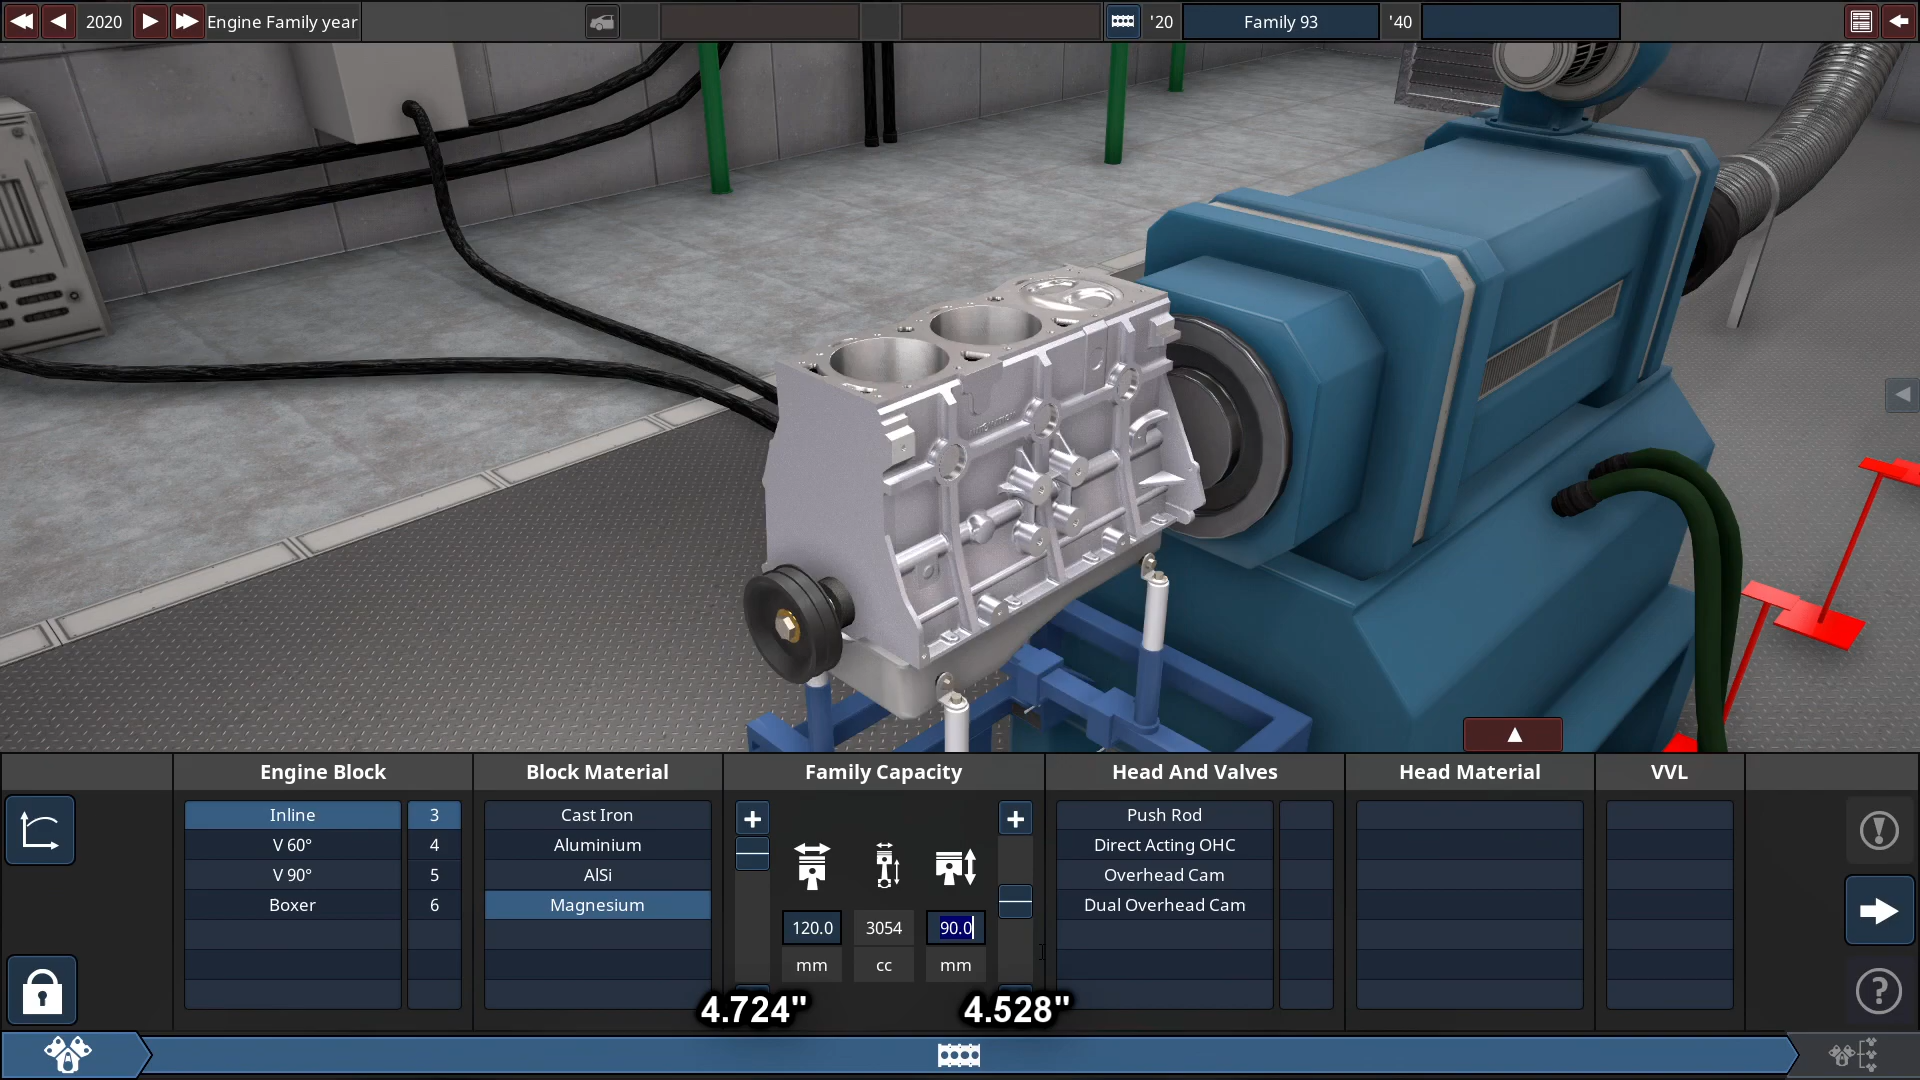 2020 Engine Family year '20 Family 93 '40
Engine Block Block Material Family Capacity Head And Valves Head Material VVL
Inline 3 Cast Iron Push Rod
V 60° 4 Aluminium Direct Acting OHC
V 90° 5 AlSi Overhead Cam
Boxer 6 Magnesium Dual Overhead Cam
120.0 3054 90.0
mm cc mm
4.724" 4.528"